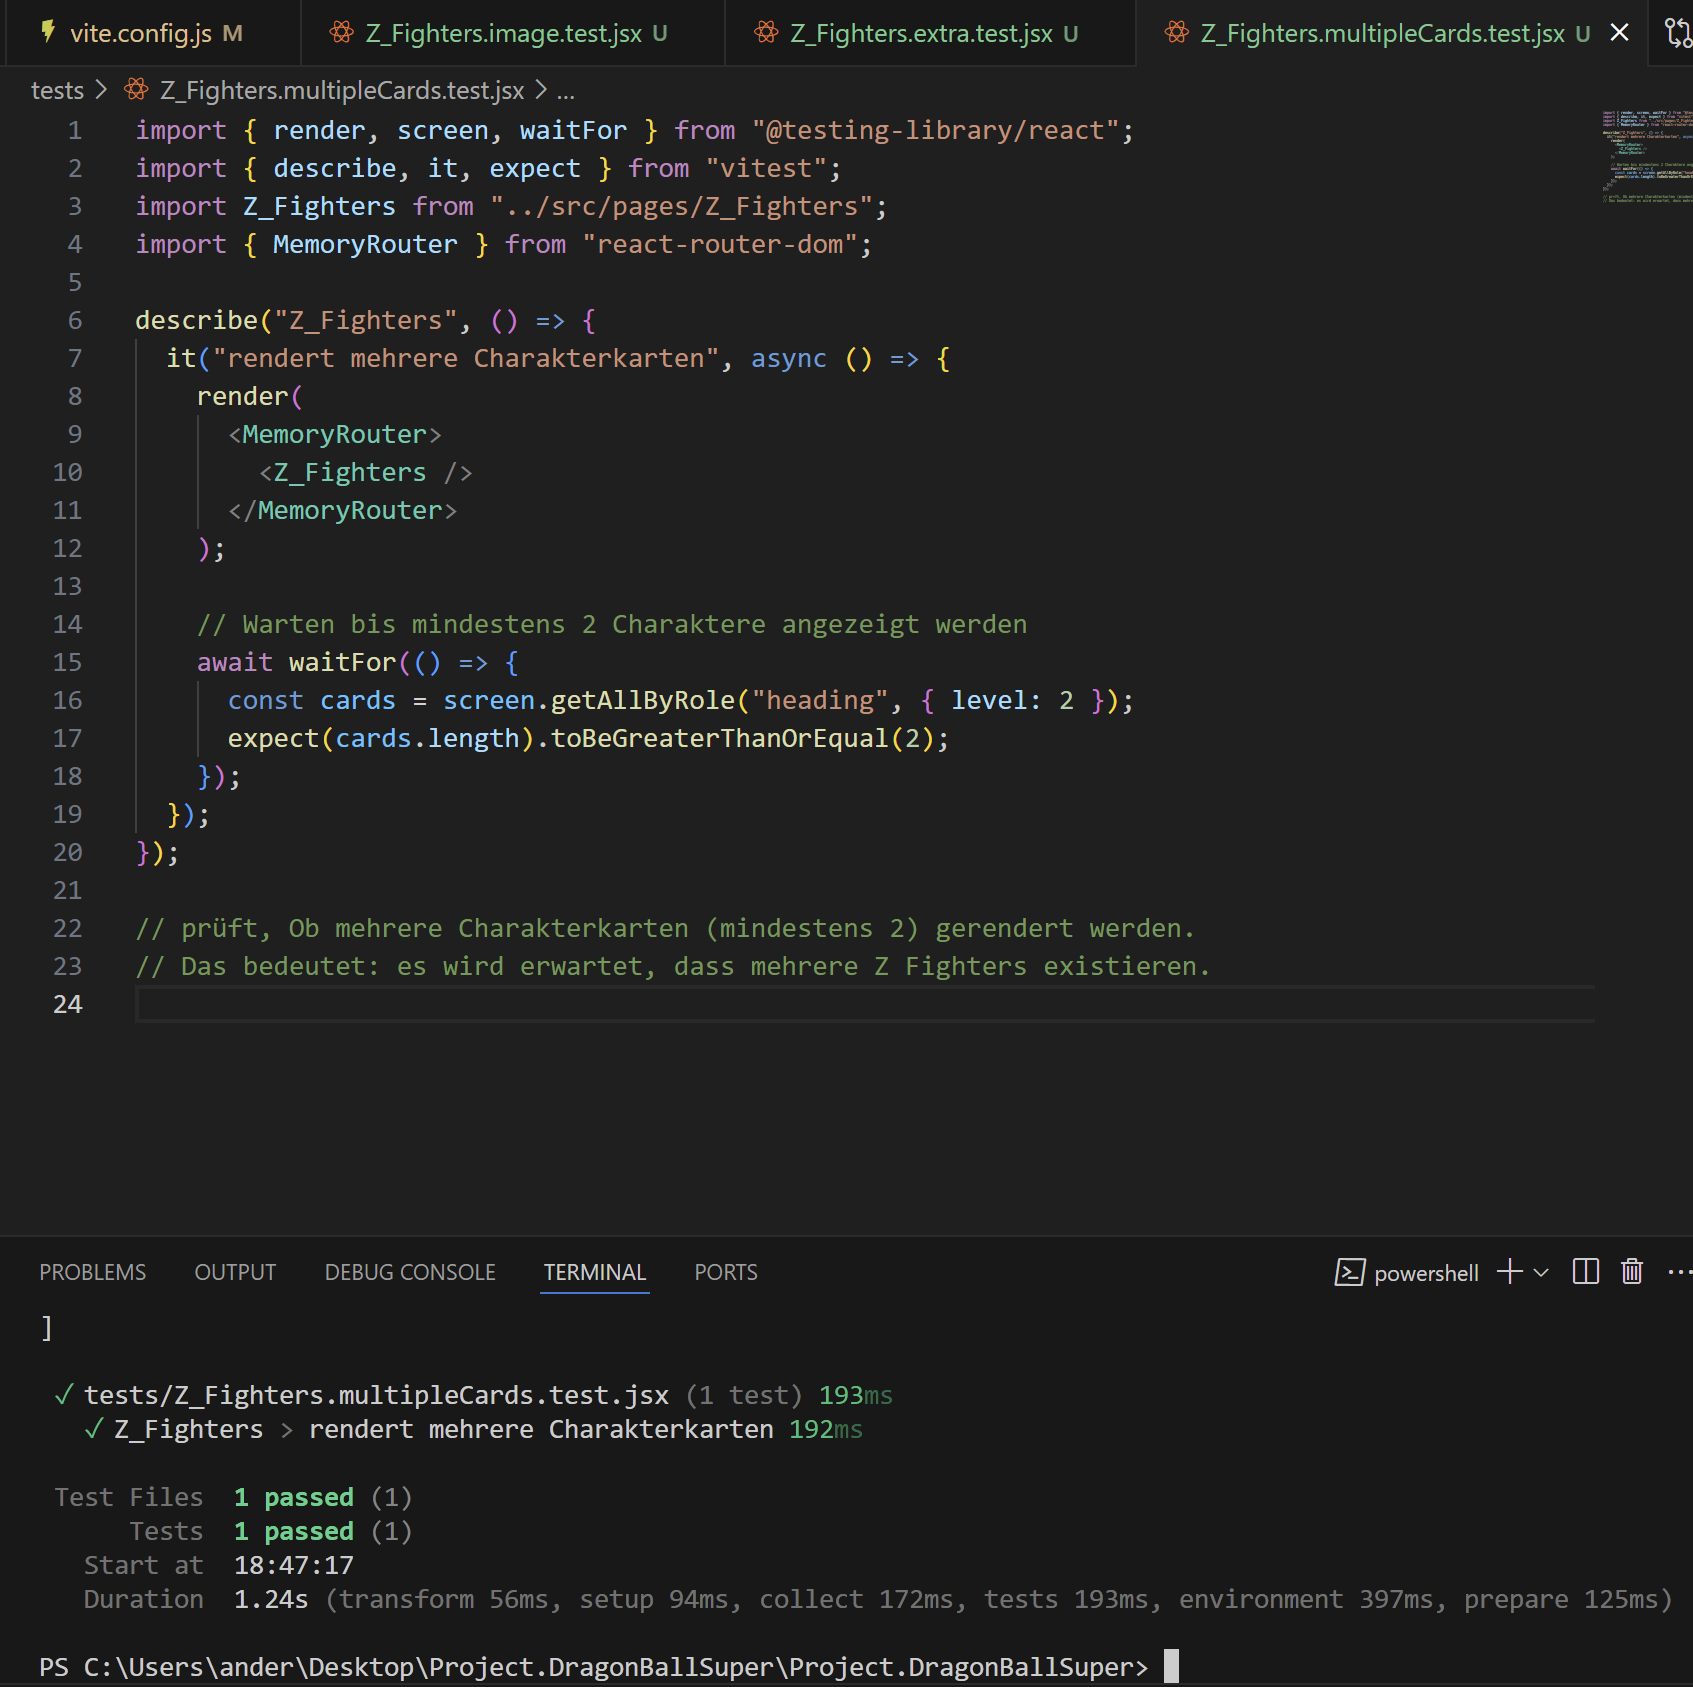 vite.config.js M
Z_Fighters.image.test.jsx U
Z_Fighters.extra.test.jsx U
Z_Fighters.multipleCards.test.jsx U
tests > Z_Fighters.multipleCards.test.jsx > ...
1 import { render, screen, waitFor } from "@testing-library/react";
2 import { describe, it, expect } from "vitest";
3 import Z_Fighters from "../src/pages/Z_Fighters";
4 import { MemoryRouter } from "react-router-dom";
5
6 describe("Z_Fighters", () => {
7   it("rendert mehrere Charakterkarten", async () => {
8     render(
9       <MemoryRouter>
10         <Z_Fighters />
11       </MemoryRouter>
12     );
13
14     // Warten bis mindestens 2 Charaktere angezeigt werden
15     await waitFor(() => {
16       const cards = screen.getAllByRole("heading", { level: 2 });
17       expect(cards.length).toBeGreaterThanOrEqual(2);
18     });
19   });
20 });
21
22 // prüft, Ob mehrere Charakterkarten (mindestens 2) gerendert werden.
23 // Das bedeutet: es wird erwartet, dass mehrere Z Fighters existieren.
24
PROBLEMS OUTPUT DEBUG CONSOLE TERMINAL PORTS powershell
]
✓ tests/Z_Fighters.multipleCards.test.jsx (1 test) 193ms
✓ Z_Fighters > rendert mehrere Charakterkarten 192ms
Test Files 1 passed (1)
Tests 1 passed (1)
Start at 18:47:17
Duration 1.24s (transform 56ms, setup 94ms, collect 172ms, tests 193ms, environment 397ms, prepare 125ms)
PS C:\Users\ander\Desktop\Project.DragonBallSuper\Project.DragonBallSuper>